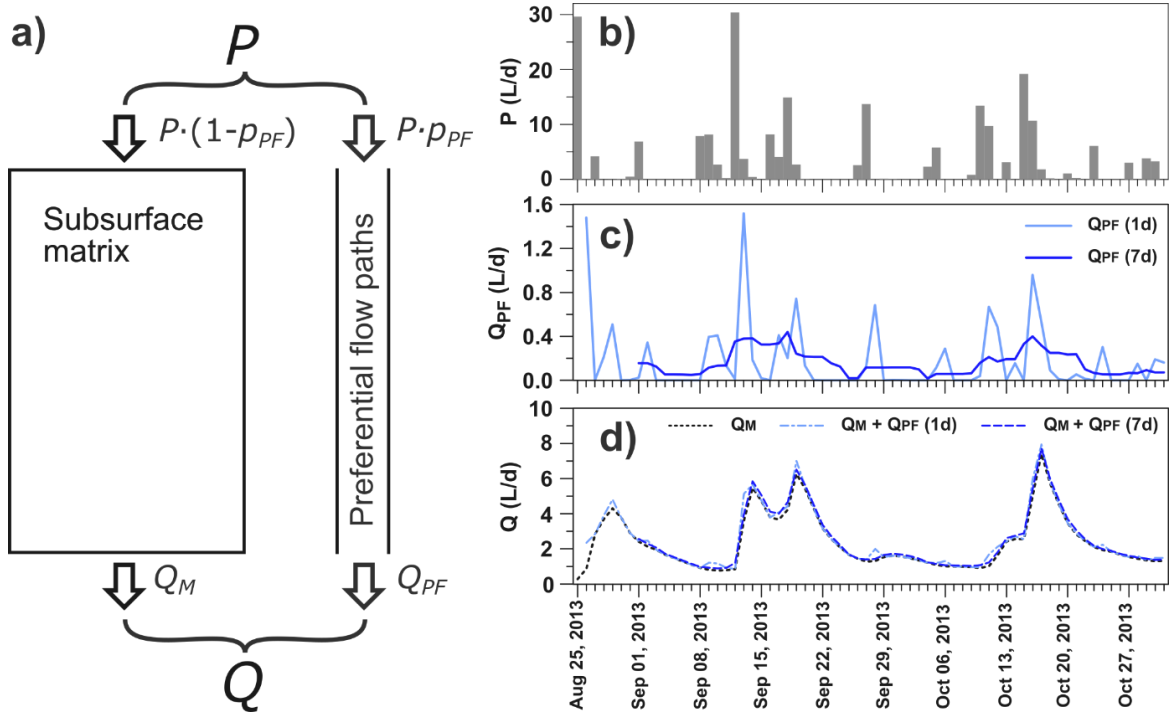 a)
P
P·(1-pPF)
P·pPF
Subsurface
matrix
Preferential flow paths
QM
QPF
Q
b)
P (L/d)
30
20
10
0
c)
QPF (1d)
QPF (7d)
QPF (L/d)
1.6
1.2
0.8
0.4
0.0
d)
QM
QM + QPF (1d)
QM + QPF (7d)
Q (L/d)
10
8
6
4
2
0
Aug 25, 2013
Sep 01, 2013
Sep 08, 2013
Sep 15, 2013
Sep 22, 2013
Sep 29, 2013
Oct 06, 2013
Oct 13, 2013
Oct 20, 2013
Oct 27, 2013